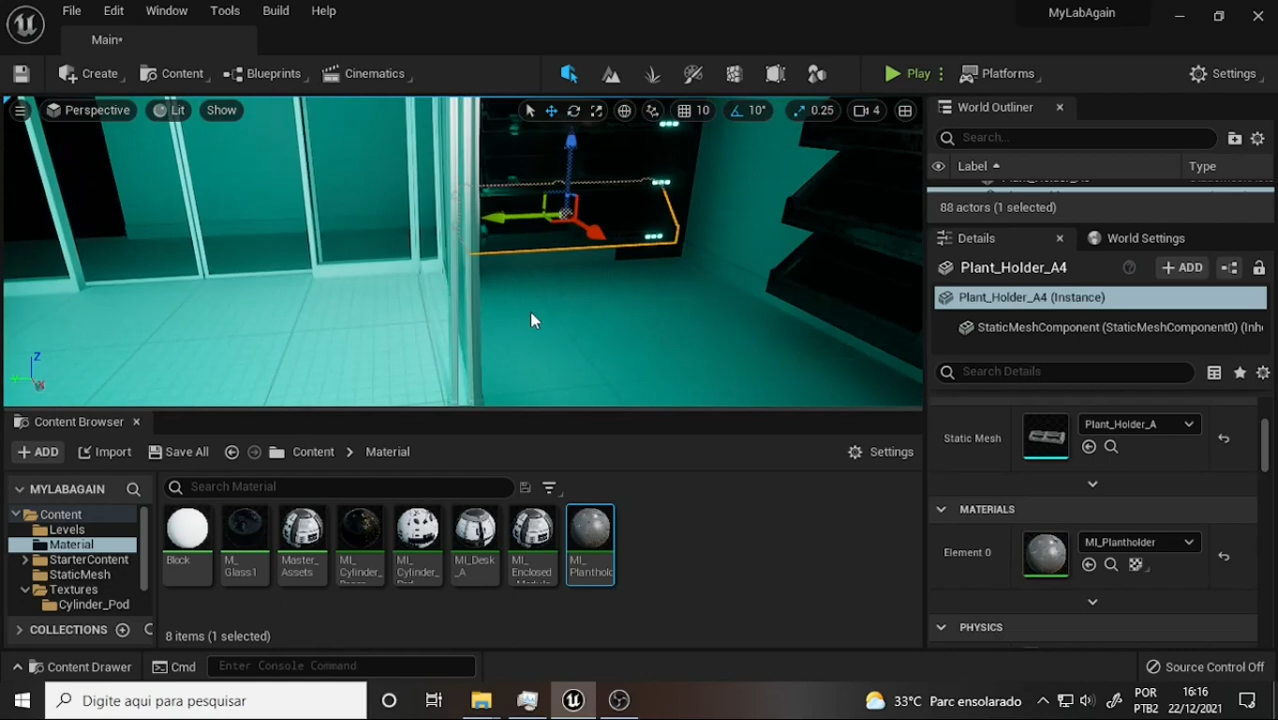 File Edit Window Tools Build Help
MyLabAgain
Main•
Create Content Blueprints Cinematics
Play Platforms Settings
Perspective Lit Show
10 10° 0.25 4
World Outliner
Search...
Label Type
88 actors (1 selected)
Details World Settings
Plant_Holder_A4 ADD
Plant_Holder_A4 (Instance)
StaticMeshComponent (StaticMeshComponent0) (Inh
Search Details
Static Mesh Plant_Holder_A
MATERIALS
Element 0 MI_Plantholder
PHYSICS
Z
Content Browser
ADD Import Save All Content Material Settings
MYLABAGAIN
Search Material
Content
Levels
Material
StarterContent
StaticMesh
Textures
Cylinder_Pod
COLLECTIONS
Block
M_
Glass1
Master_
Assets
MI_
Cylinder_
MI_
Cylinder_
MI_Desk
_A
MI_
Enclosed
MI_
Plantholc
8 items (1 selected)
Content Drawer Cmd Enter Console Command Source Control Off
Digite aqui para pesquisar
33°C Parc ensolarado
POR
PTB2
16:16
22/12/2021